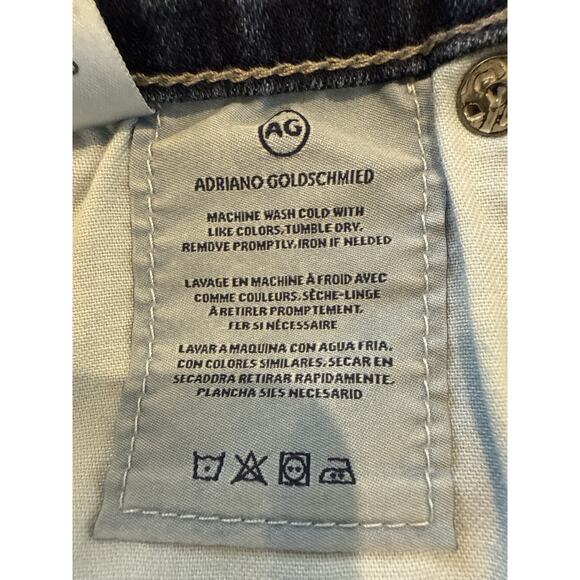 AG
ADRIANO GOLDSCHMIED
MACHINE WASH COLD WITH
LIKE COLORS, TUMBLE DRY.
REMOVE PROMPTLY, IRON IF NEEDED
LAVAGE EN MACHINE À FROID AVEC
COMME COULEURS, SÈCHE-LINGE
À RETIRER PROMPTEMENT,
FER SI NÉCESSAIRE
LAVAR A MAQUINA CON AGUA FRIA,
CON COLORES SIMILARES, SECAR EN
SECADORA RETIRAR RAPIDAMENTE,
PLANCHA SIES NECESARID